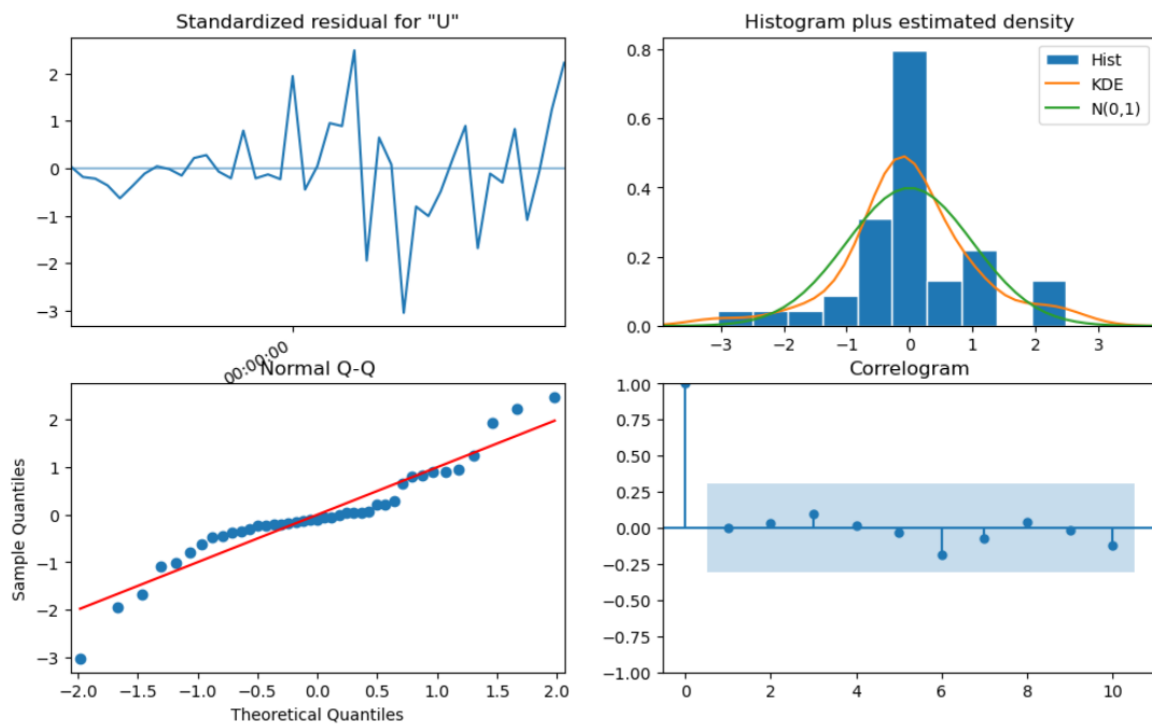 Standardized residual for "U"
2
1
0
−1
−2
−3
00:00:00
Histogram plus estimated density
Hist
KDE
N(0,1)
0.8
0.6
0.4
0.2
0.0
−3 −2 −1 0 1 2 3
Normal Q-Q
Sample Quantiles
2
1
0
−1
−2
−3
−2.0 −1.5 −1.0 −0.5 0.0 0.5 1.0 1.5 2.0
Theoretical Quantiles
Correlogram
1.00
0.75
0.50
0.25
0.00
−0.25
−0.50
−0.75
−1.00
0 2 4 6 8 10